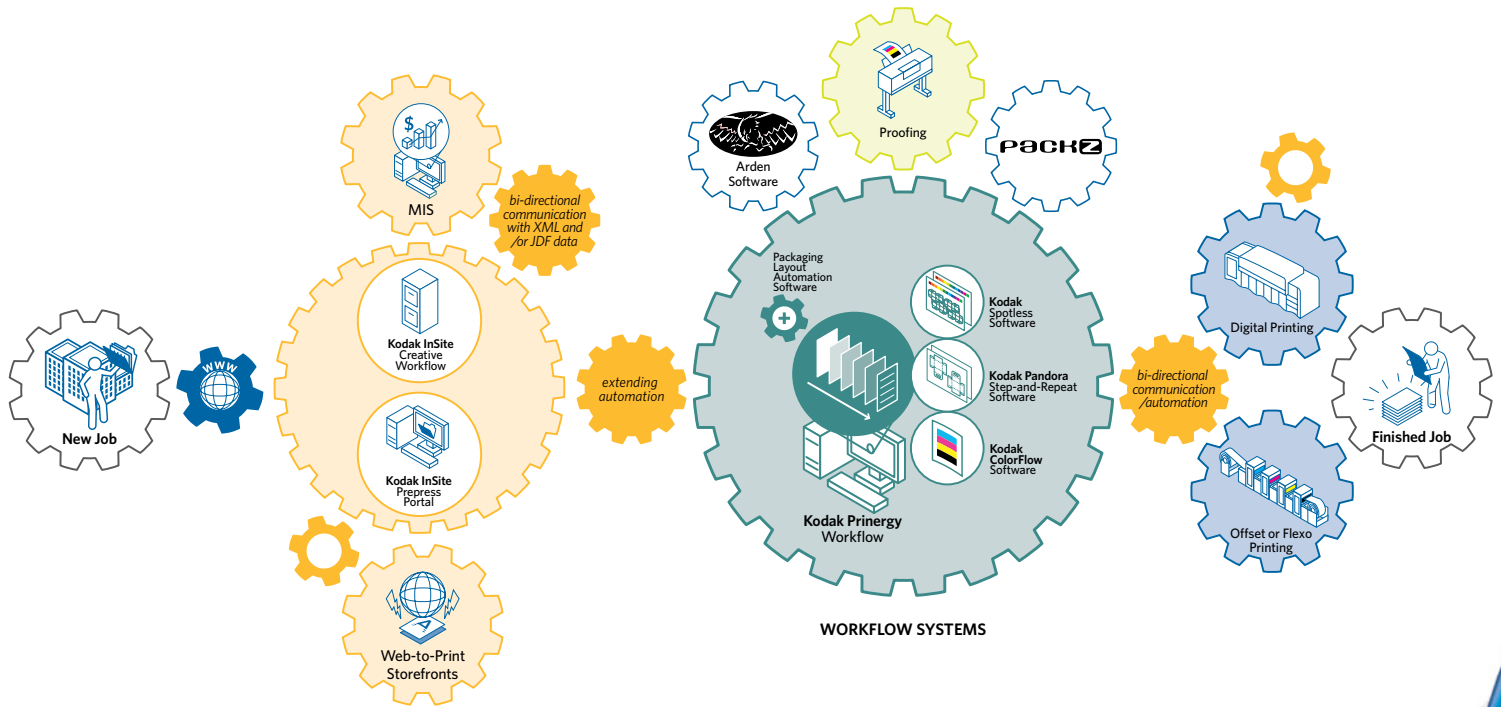 New Job
WWW
MIS
bi-directional
communication
with XML and
/or JDF data
$
Kodak InSite
Creative
Workflow
Kodak InSite
Prepress
Portal
A
Web-to-Print
Storefronts
extending
automation
Arden
Software
Proofing
PACKZ
Packaging
Layout
Automation
Software
+
Kodak
Spotless
Software
Kodak Pandora
Step-and-Repeat
Software
Kodak
ColorFlow
Software
Kodak Prinergy
Workflow
WORKFLOW SYSTEMS
bi-directional
communication
/automation
Digital Printing
Offset or Flexo
Printing
Finished Job